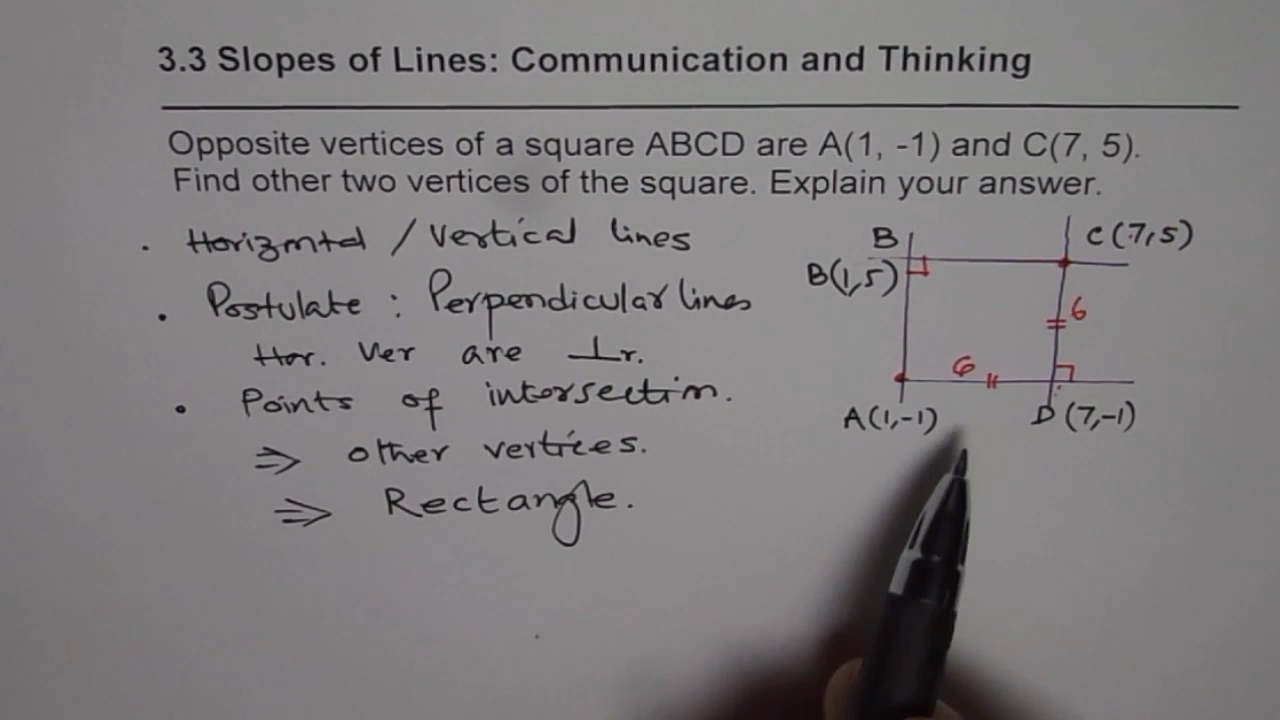 3.3 Slopes of Lines: Communication and Thinking
Opposite vertices of a square ABCD are A(1, -1) and C(7, 5).
Find other two vertices of the square. Explain your answer.
. Horizontal / Vertical lines
. Postulate : Perpendicular lines
Hor. Ver are ⊥r.
. Points of intersection.
⇒ other vertices.
⇒ Rectangle.
B
C(7,5)
B(1,5)
6
6
A(1,-1)
D(7,-1)